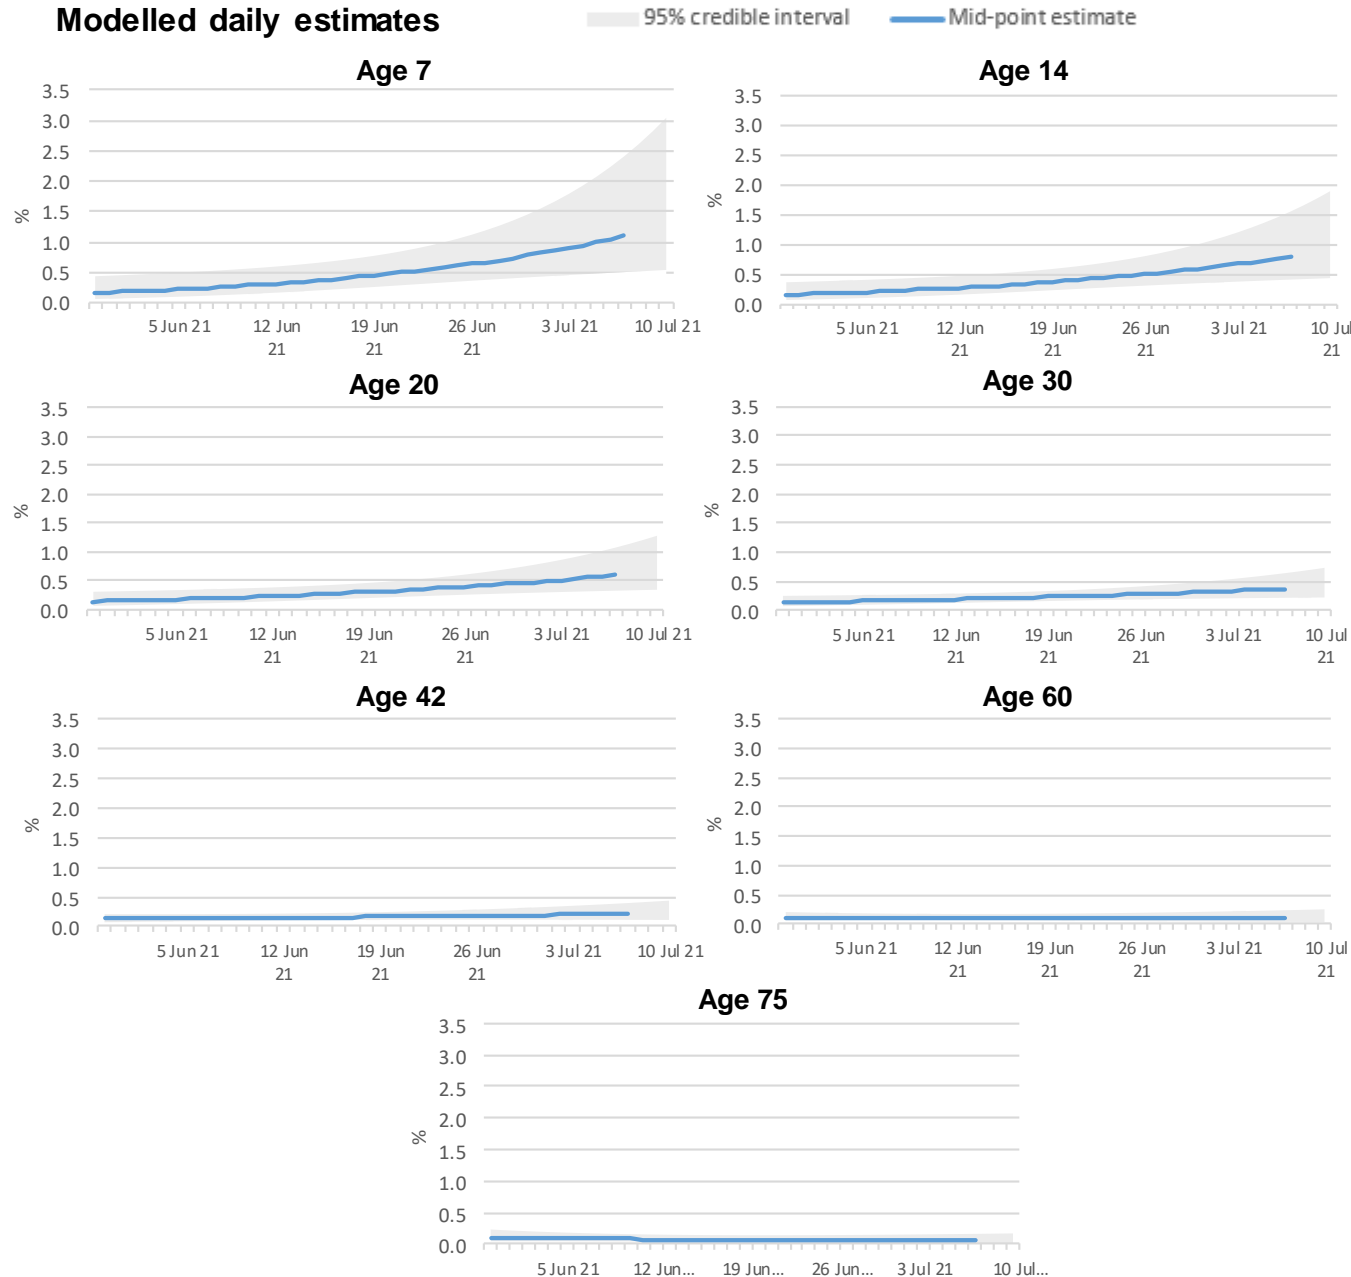 Modelled daily estimates
95% credible interval
Mid-point estimate
Age 7
3.5
3.0
2.5
2.0
1.5
1.0
0.5
0.0
%
5 Jun 21
12 Jun
21
19 Jun
21
26 Jun
21
3 Jul 21
10 Jul 21
Age 14
3.5
3.0
2.5
2.0
1.5
1.0
0.5
0.0
%
5 Jun 21
12 Jun
21
19 Jun
21
26 Jun
21
3 Jul 21
10 Jul
21
Age 20
3.5
3.0
2.5
2.0
1.5
1.0
0.5
0.0
%
5 Jun 21
12 Jun
21
19 Jun
21
26 Jun
21
3 Jul 21
10 Jul 21
Age 30
3.5
3.0
2.5
2.0
1.5
1.0
0.5
0.0
%
5 Jun 21
12 Jun
21
19 Jun
21
26 Jun
21
3 Jul 21
10 Jul
21
Age 42
3.5
3.0
2.5
2.0
1.5
1.0
0.5
0.0
%
5 Jun 21
12 Jun
21
19 Jun
21
26 Jun
21
3 Jul 21
10 Jul 21
Age 60
3.5
3.0
2.5
2.0
1.5
1.0
0.5
0.0
%
5 Jun 21
12 Jun
21
19 Jun
21
26 Jun
21
3 Jul 21
10 Jul
21
Age 75
3.5
3.0
2.5
2.0
1.5
1.0
0.5
0.0
%
5 Jun 21
12 Jun...
19 Jun...
26 Jun...
3 Jul 21
10 Jul...